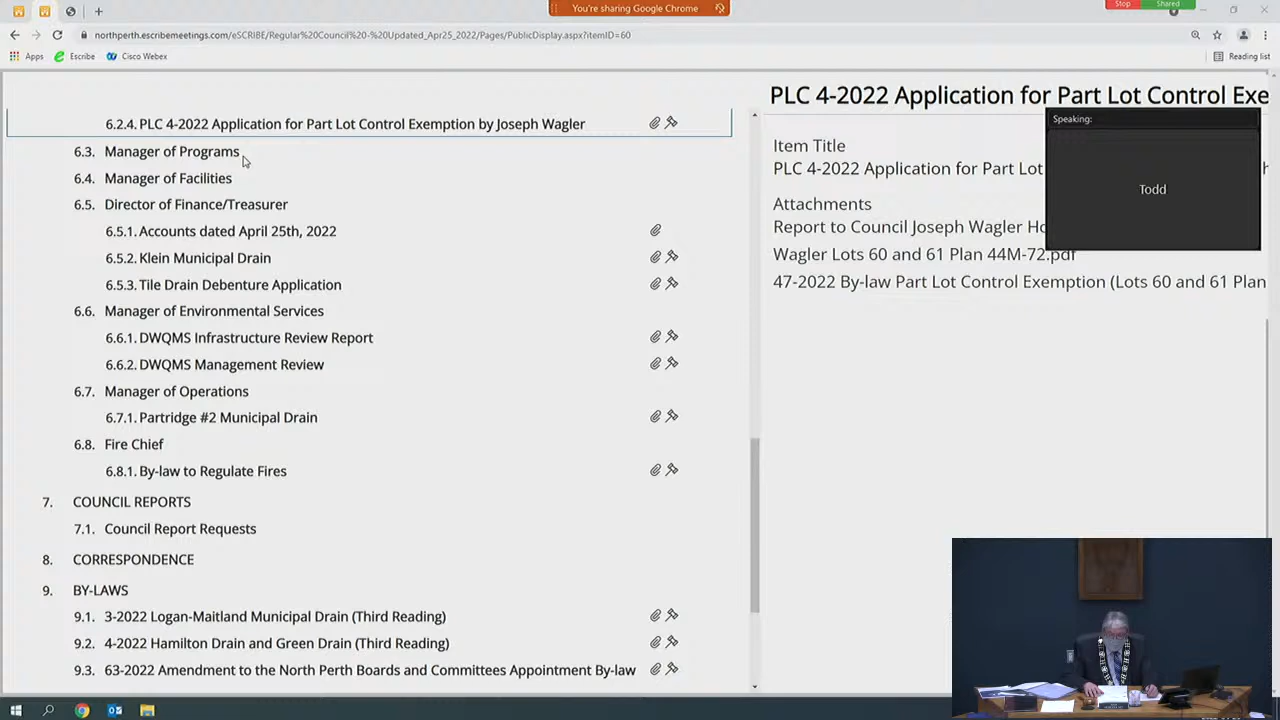 You're sharing Google Chrome
Stop
Shared
northperth.escribemeetings.com/eSCRIBE/Regular%20Council%20-%20Updated_Apr25_2022/Pages/PublicDisplay.aspx?itemID=60
Apps
Escribe
Cisco Webex
Reading list
6.2.4. PLC 4-2022 Application for Part Lot Control Exemption by Joseph Wagler
6.3. Manager of Programs
6.4. Manager of Facilities
6.5. Director of Finance/Treasurer
6.5.1. Accounts dated April 25th, 2022
6.5.2. Klein Municipal Drain
6.5.3. Tile Drain Debenture Application
6.6. Manager of Environmental Services
6.6.1. DWQMS Infrastructure Review Report
6.6.2. DWQMS Management Review
6.7. Manager of Operations
6.7.1. Partridge #2 Municipal Drain
6.8. Fire Chief
6.8.1. By-law to Regulate Fires
7. COUNCIL REPORTS
7.1. Council Report Requests
8. CORRESPONDENCE
9. BY-LAWS
9.1. 3-2022 Logan-Maitland Municipal Drain (Third Reading)
9.2. 4-2022 Hamilton Drain and Green Drain (Third Reading)
9.3. 63-2022 Amendment to the North Perth Boards and Committees Appointment By-law
PLC 4-2022 Application for Part Lot Control Exe
Item Title
PLC 4-2022 Application for Part Lot
Attachments
Report to Council Joseph Wagler Ho
Wagler Lots 60 and 61 Plan 44M-72.pdf
47-2022 By-law Part Lot Control Exemption (Lots 60 and 61 Plan
Speaking:
Todd